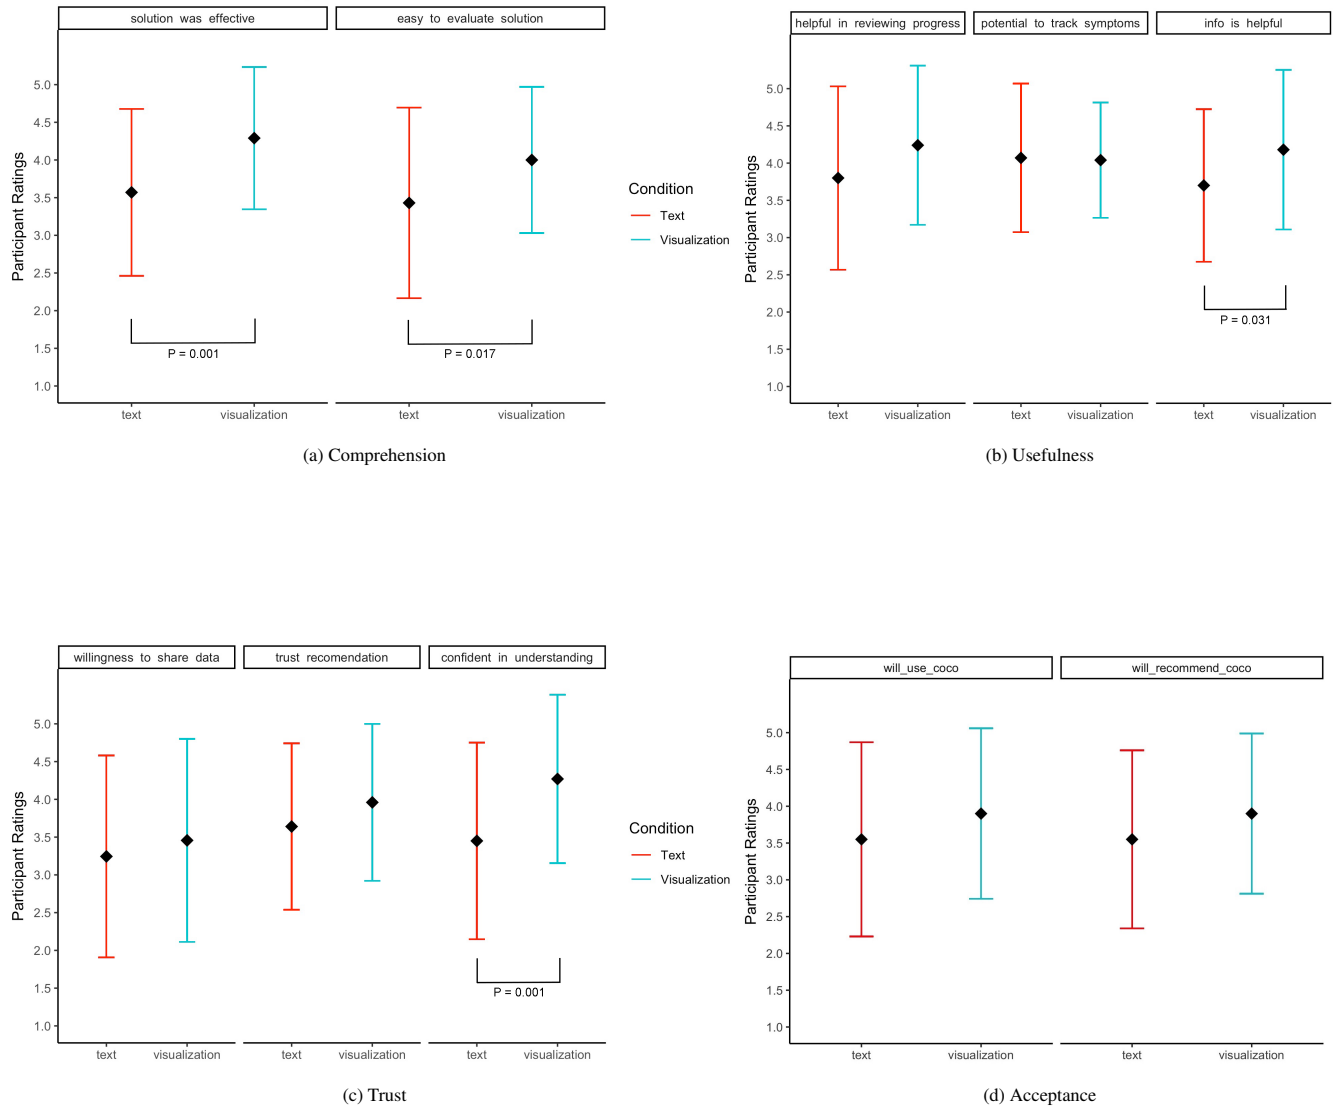 solution was effective
easy to evaluate solution
Participant Ratings
5.0
4.5
4.0
3.5
3.0
2.5
2.0
1.5
1.0
P = 0.001
P = 0.017
text
visualization
text
visualization
Condition
Text
Visualization
(a) Comprehension
helpful in reviewing progress
potential to track symptoms
info is helpful
Participant Ratings
5.0
4.5
4.0
3.5
3.0
2.5
2.0
1.5
1.0
P = 0.031
text
visualization
text
visualization
text
visualization
(b) Usefulness
willingness to share data
trust recomendation
confident in understanding
Participant Ratings
5.0
4.5
4.0
3.5
3.0
2.5
2.0
1.5
1.0
P = 0.001
text
visualization
text
visualization
text
visualization
Condition
Text
Visualization
(c) Trust
will_use_coco
will_recommend_coco
Participant Ratings
5.0
4.5
4.0
3.5
3.0
2.5
2.0
1.5
1.0
text
visualization
text
visualization
(d) Acceptance